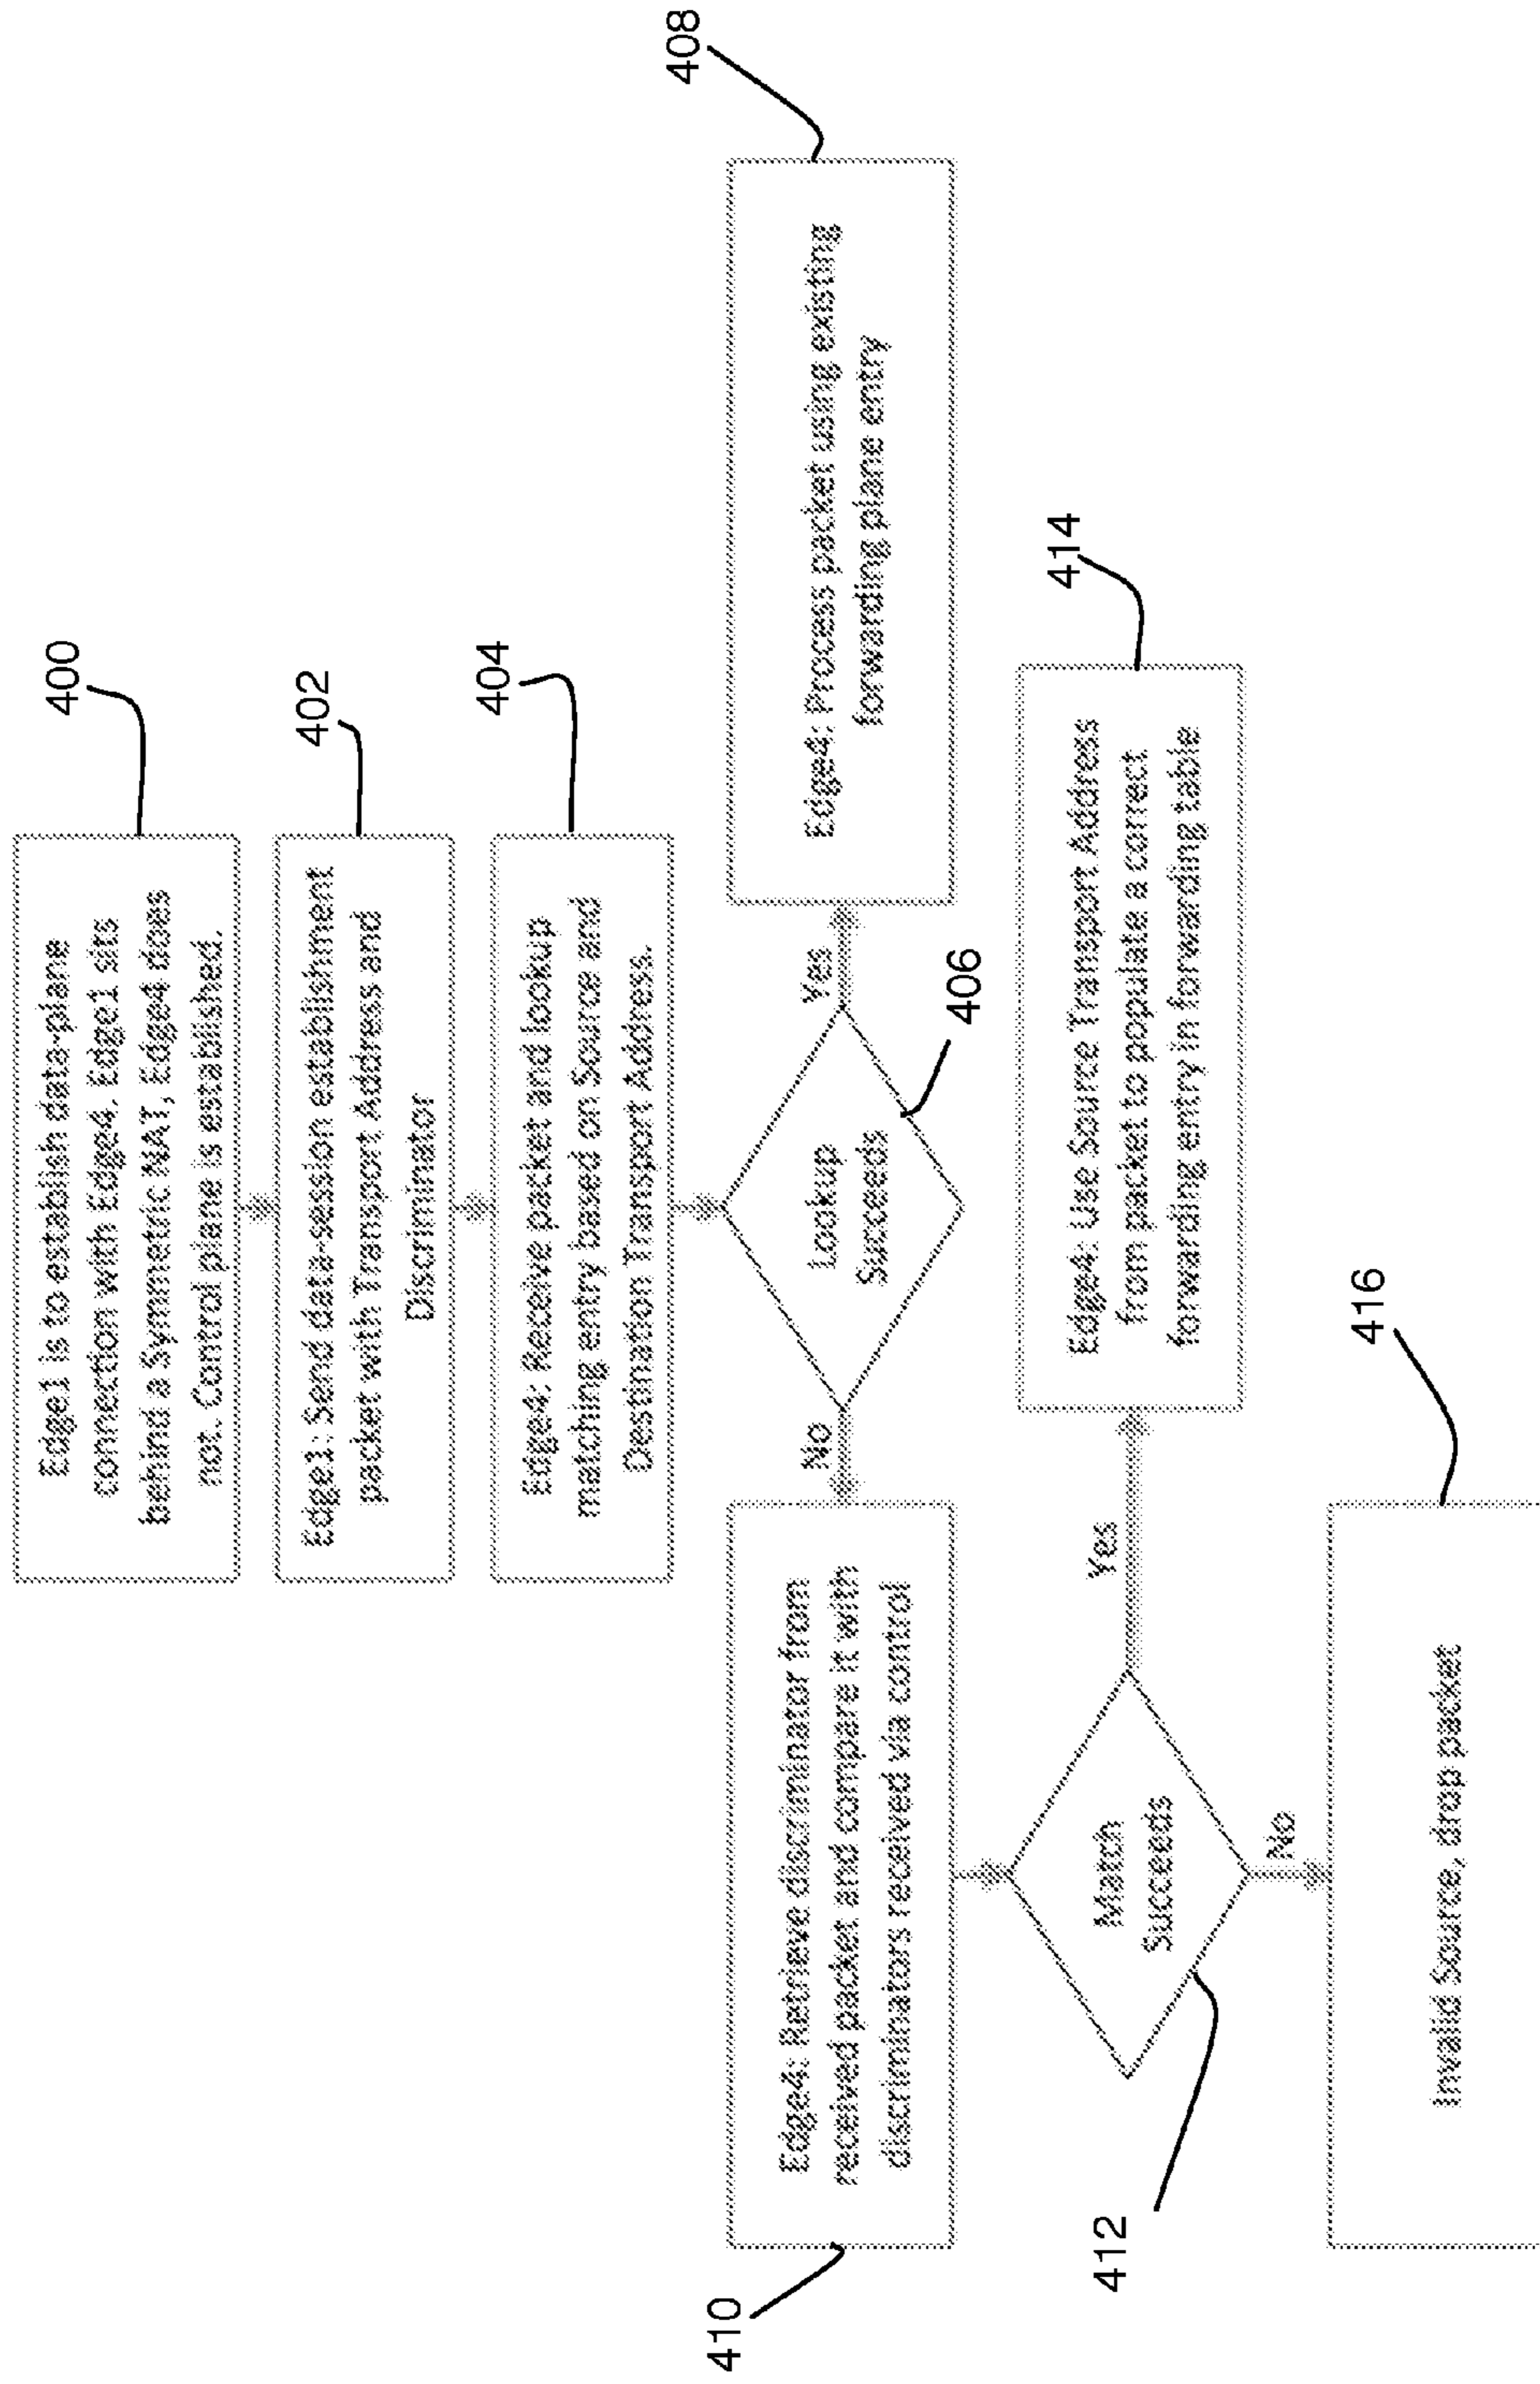 400
Edge1 is to establish data-plane
connection with Edge4. Edge1 sits
behind a Symmetric NAT, Edge4 does
not. Control plane is established.
402
Edge1: Send data-session establishment
packet with Transport Address and
Discriminator
404
Edge4: Receive packet and lookup
matching entry based on Source and
Destination Transport Address.
406
Lookup
Succeeds
Yes
No
408
Edge4: Process packet using existing
forwarding plane entry
410
Edge4: Retrieve discriminator from
received packet and compare it with
discriminators received via control
412
Match
Succeeds
Yes
No
414
Edge4: Use Source Transport Address
from packet to populate a correct
forwarding entry in forwarding table
416
Invalid Source, drop packet